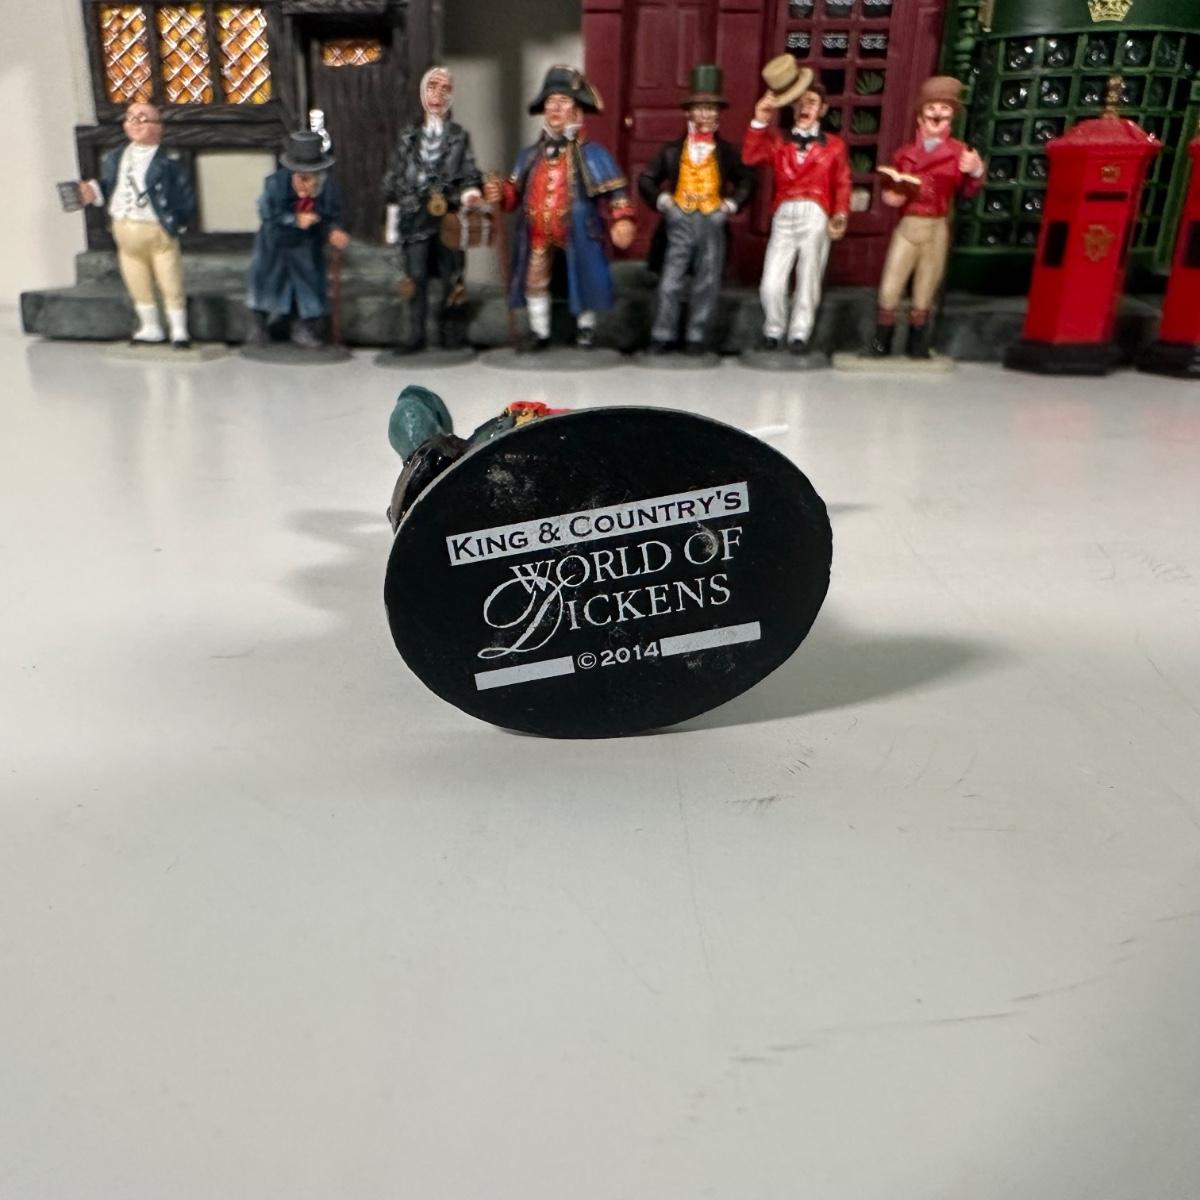 KING & COUNTRY'S
WORLD OF
DICKENS
©2014